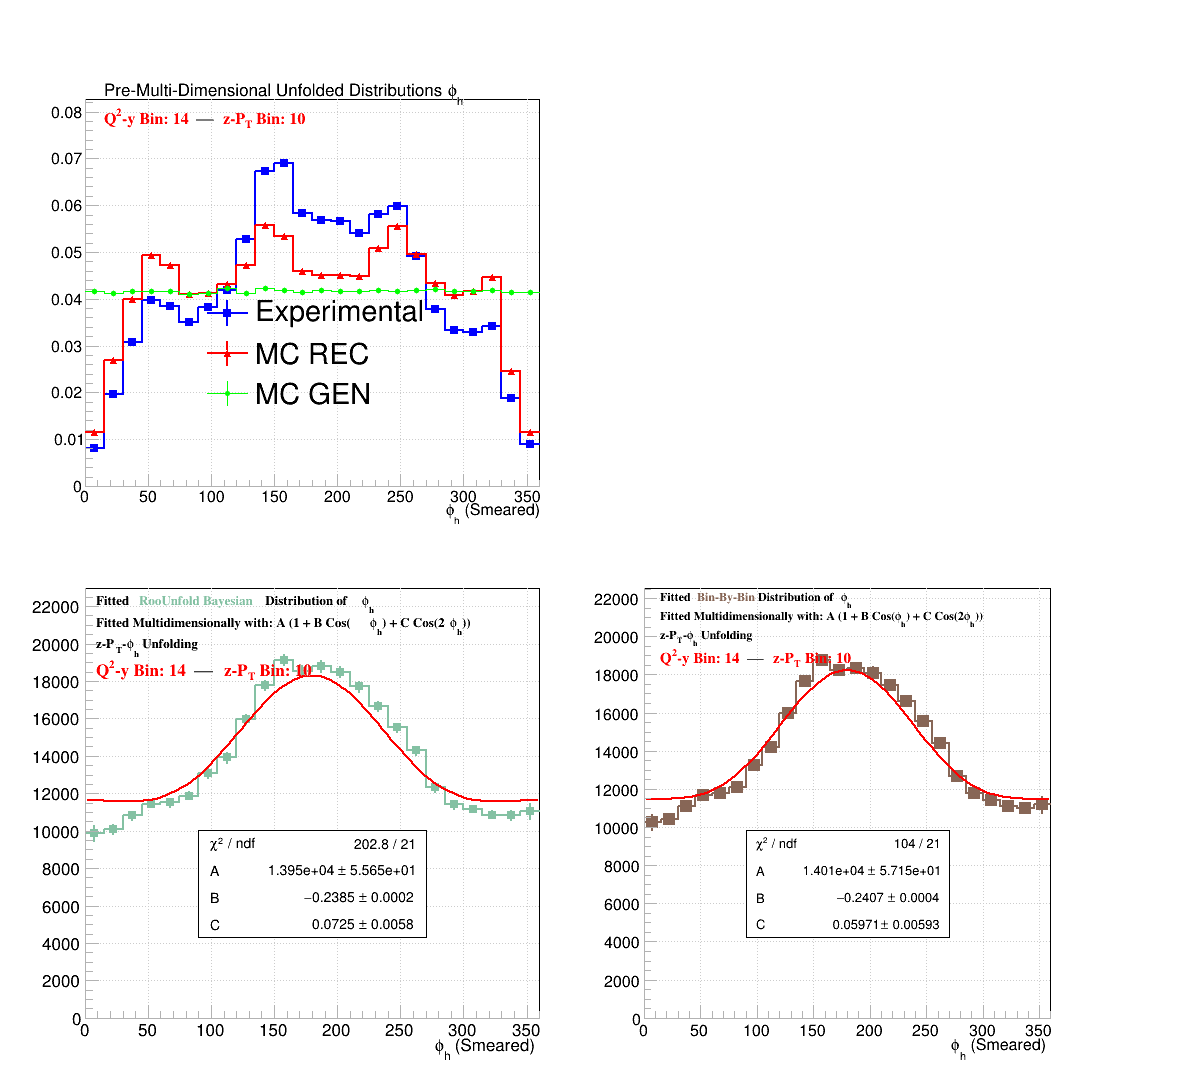 Pre-Multi-Dimensional Unfolded Distributions ϕh
Q²-y Bin: 14 — z-PT Bin: 10
0.08
0.07
0.06
0.05
0.04
0.03
0.02
0.01
0
Experimental
MC REC
MC GEN
0 50 100 150 200 250 300 350
ϕh (Smeared)
Fitted RooUnfold Bayesian Distribution of ϕh
Fitted Multidimensionally with: A (1 + B Cos( ϕh) + C Cos(2 ϕh))
z-PT-ϕh Unfolding
Q²-y Bin: 14 — z-PT Bin: 10
22000
20000
18000
16000
14000
12000
10000
8000
6000
4000
2000
0
χ² / ndf 202.8 / 21
A 1.395e+04 ± 5.565e+01
B −0.2385 ± 0.0002
C 0.0725 ± 0.0058
0 50 100 150 200 250 300 350
ϕh (Smeared)
Fitted Bin-By-Bin Distribution of ϕh
Fitted Multidimensionally with: A (1 + B Cos(ϕh) + C Cos(2ϕh))
z-PT-ϕh Unfolding
Q²-y Bin: 14 — z-PT Bin: 10
22000
20000
18000
16000
14000
12000
10000
8000
6000
4000
2000
0
χ² / ndf 104 / 21
A 1.401e+04 ± 5.715e+01
B −0.2407 ± 0.0004
C 0.05971 ± 0.00593
0 50 100 150 200 250 300 350
ϕh (Smeared)